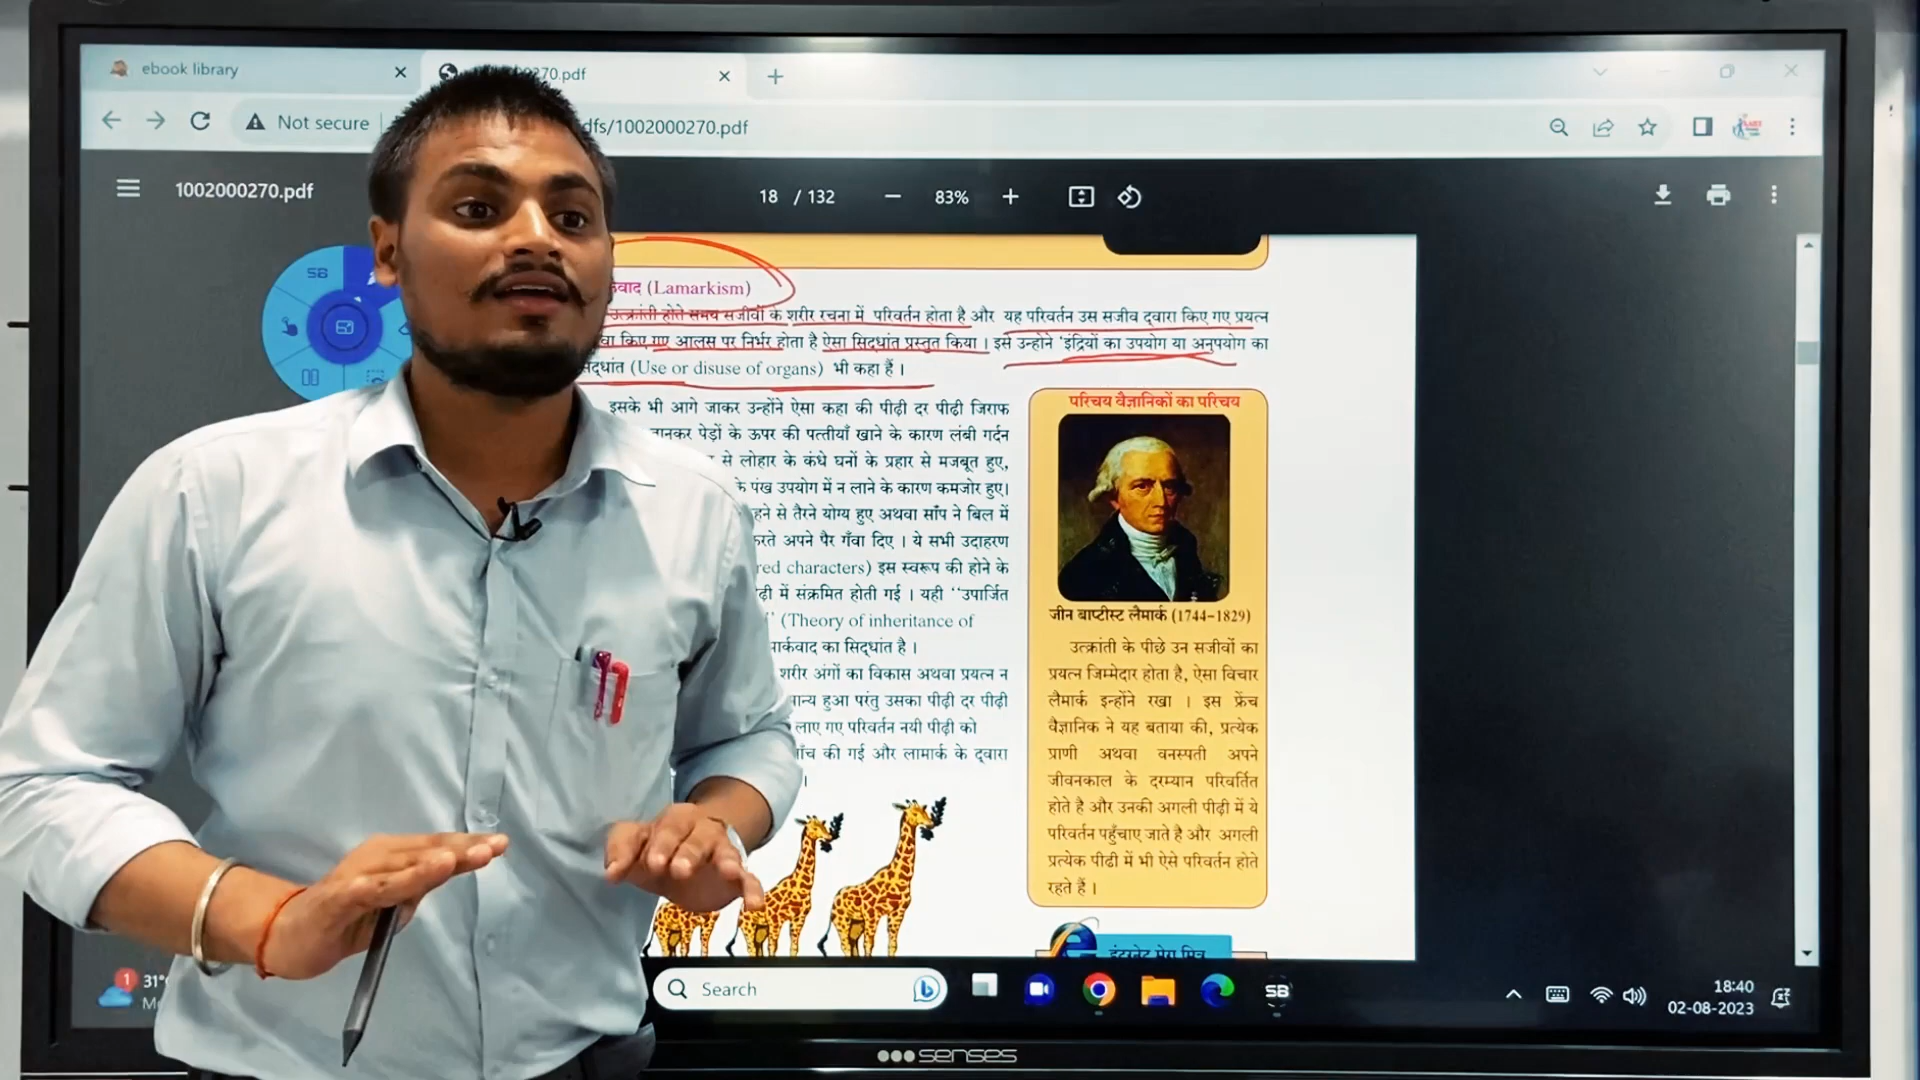 ebook library
270.pdf
Not secure
dfs/1002000270.pdf
1002000270.pdf
18 / 132
83%
वाद (Lamarkism)
उत्क्रांती होते समय सजीवों के शरीर रचना में परिवर्तन होता है और यह परिवर्तन उस सजीव द्वारा किए गए प्रयत्न
किए गए आलस पर निर्भर होता है ऐसा सिद्धांत प्रस्तुत किया । इसे उन्होने ‘इंद्रियों का उपयोग या अनुपयोग का
(Use or disuse of organs) भी कहा हैं ।
इसके भी आगे जाकर उन्होंने ऐसा कहा की पीढ़ी दर पीढी जिराफ
तानकर पेड़ों के ऊपर की पत्तीयाँ खाने के कारण लंबी गर्दन
से लोहार के कंधे घनों के प्रहार से मजबूत हुए,
के पंख उपयोग में न लाने के कारण कमजोर हुए।
से तैरने योग्य हुए अथवा साँप ने बिल में
अपने पैर गँवा दिए । ये सभी उदाहरण
red characters) इस स्वरूप की होने के
में संक्रमित होती गई । यही ‘‘उपार्जित
’’ (Theory of inheritance of
मार्कवाद का सिद्धांत है ।
शरीर अंगों का विकास अथवा प्रयत्न न
मान्य हुआ परंतु उसका पीढ़ी दर पीढ़ी
लाए गए परिवर्तन नयी पीढ़ी को
की गई और लामार्क के द्वारा
।
परिचय वैज्ञानिकों का परिचय
जीन बाप्टीस्ट लैमार्क (1744-1829)
उत्क्रांती के पीछे उन सजीवों का
प्रयत्न जिम्मेदार होता है, ऐसा विचार
लैमार्क इन्होंने रखा । इस फ्रेंच
वैज्ञानिक ने यह बताया की, प्रत्येक
प्राणी अथवा वनस्पती अपने
जीवनकाल के दरम्यान परिवर्तित
होते है और उनकी अगली पीढ़ी में ये
परिवर्तन पहुँचाए जाते है और अगली
प्रत्येक पीढी में भी ऐसे परिवर्तन होते
रहते हैं ।
इंटरनेट मेरा मित्र
1
31°
Search
18:40
02-08-2023
senses